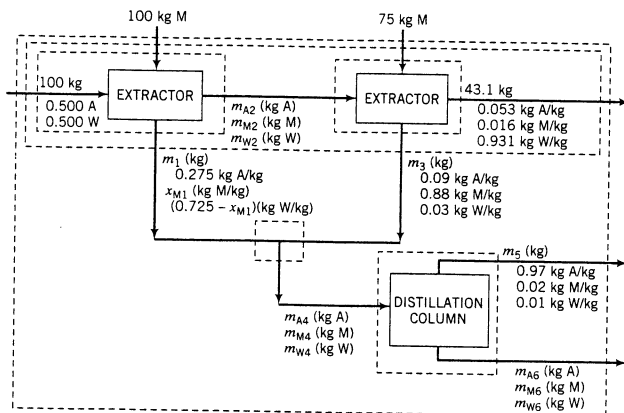 100 kg M
75 kg M
100 kg
0.500 A
0.500 W
EXTRACTOR
m_A2 (kg A)
m_M2 (kg M)
m_W2 (kg W)
EXTRACTOR
43.1 kg
0.053 kg A/kg
0.016 kg M/kg
0.931 kg W/kg
m_1 (kg)
0.275 kg A/kg
x_M1 (kg M/kg)
(0.725 - x_M1)(kg W/kg)
m_3 (kg)
0.09 kg A/kg
0.88 kg M/kg
0.03 kg W/kg
m_A4 (kg A)
m_M4 (kg M)
m_W4 (kg W)
DISTILLATION
COLUMN
m_5 (kg)
0.97 kg A/kg
0.02 kg M/kg
0.01 kg W/kg
m_A6 (kg A)
m_M6 (kg M)
m_W6 (kg W)